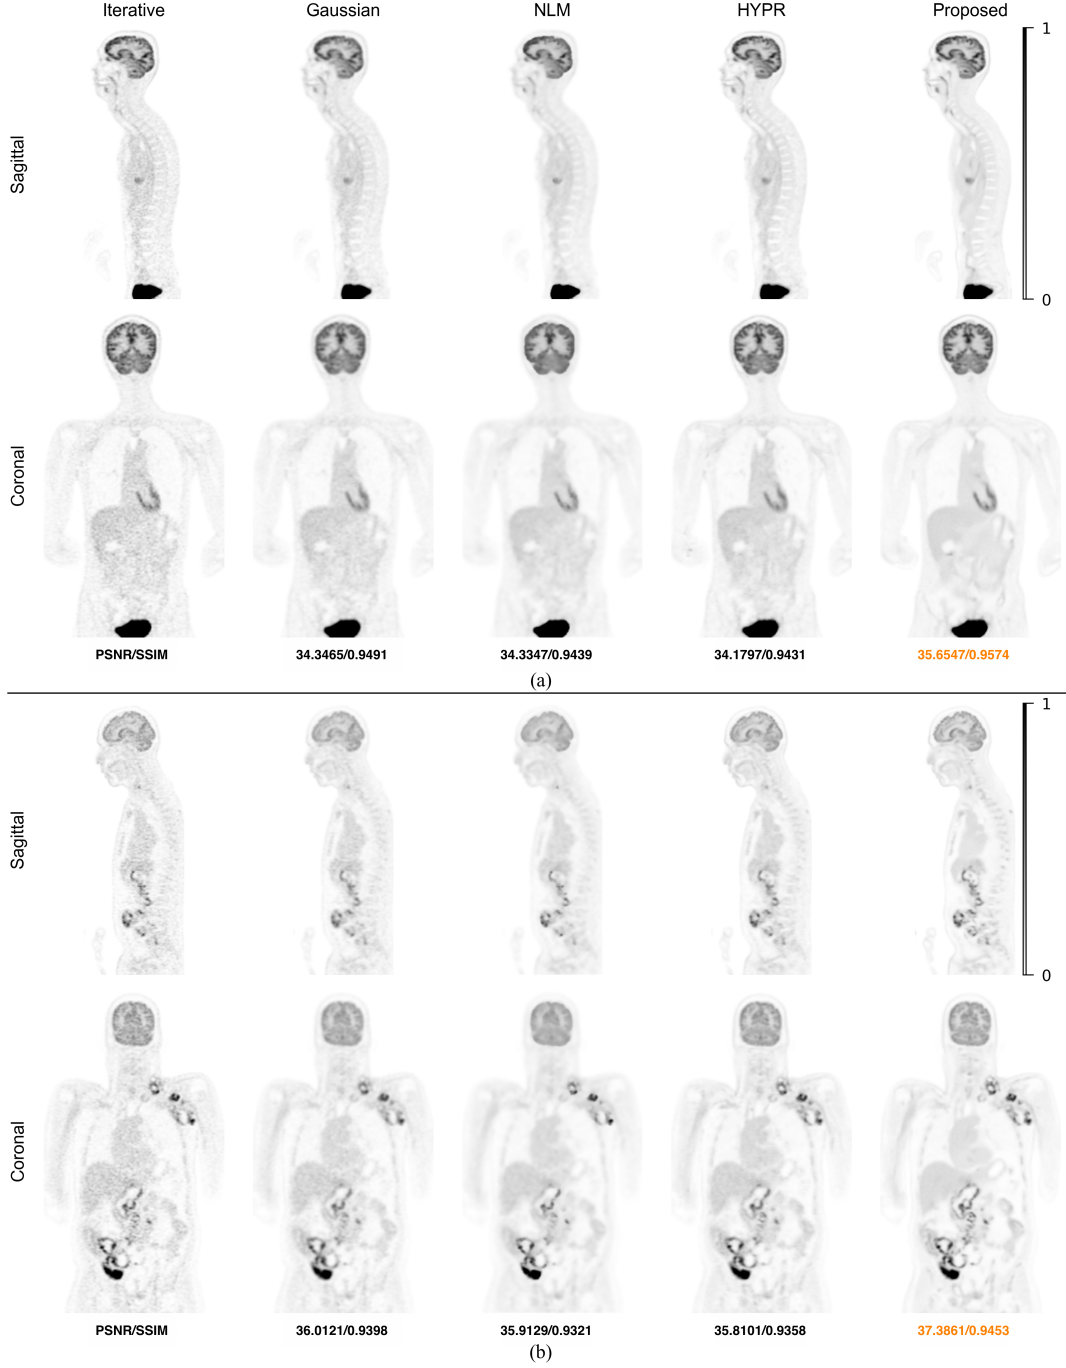 Iterative Gaussian NLM HYPR Proposed
1
Sagittal
0
Coronal
PSNR/SSIM 34.3465/0.9491 34.3347/0.9439 34.1797/0.9431 35.6547/0.9574
(a)
1
Sagittal
0
Coronal
PSNR/SSIM 36.0121/0.9398 35.9129/0.9321 35.8101/0.9358 37.3861/0.9453
(b)